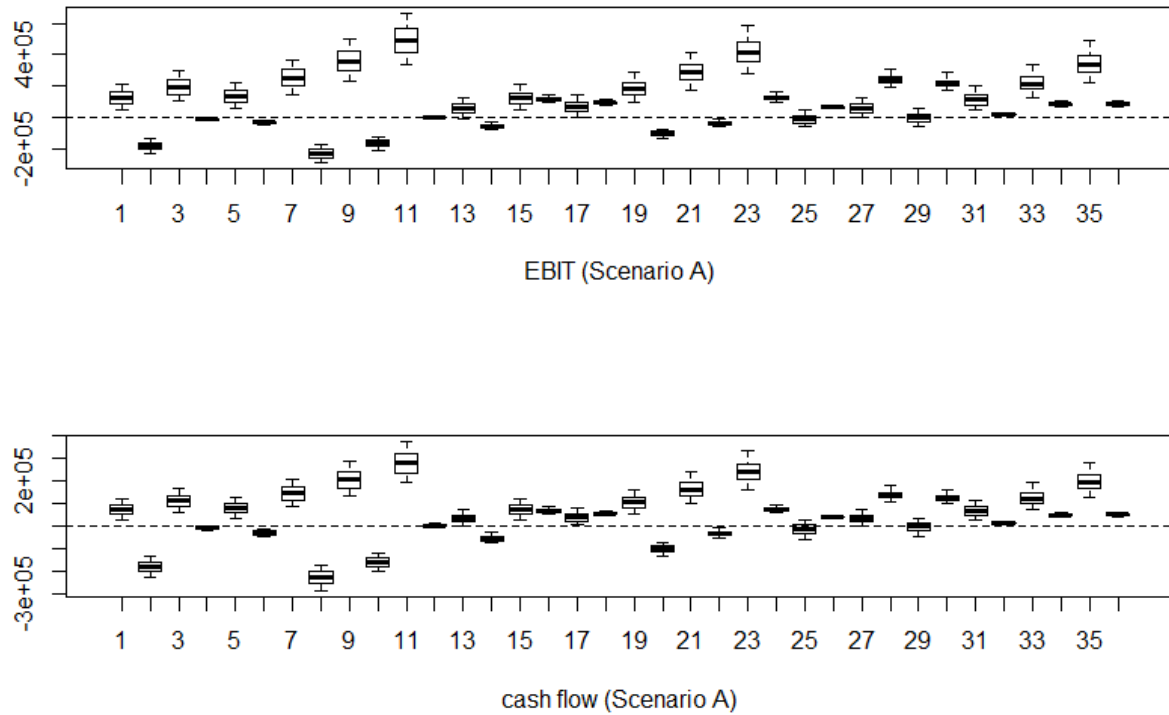 4e+05
-2e+05
1 3 5 7 9 11 13 15 17 19 21 23 25 27 29 31 33 35
EBIT (Scenario A)
2e+05
-3e+05
1 3 5 7 9 11 13 15 17 19 21 23 25 27 29 31 33 35
cash flow (Scenario A)